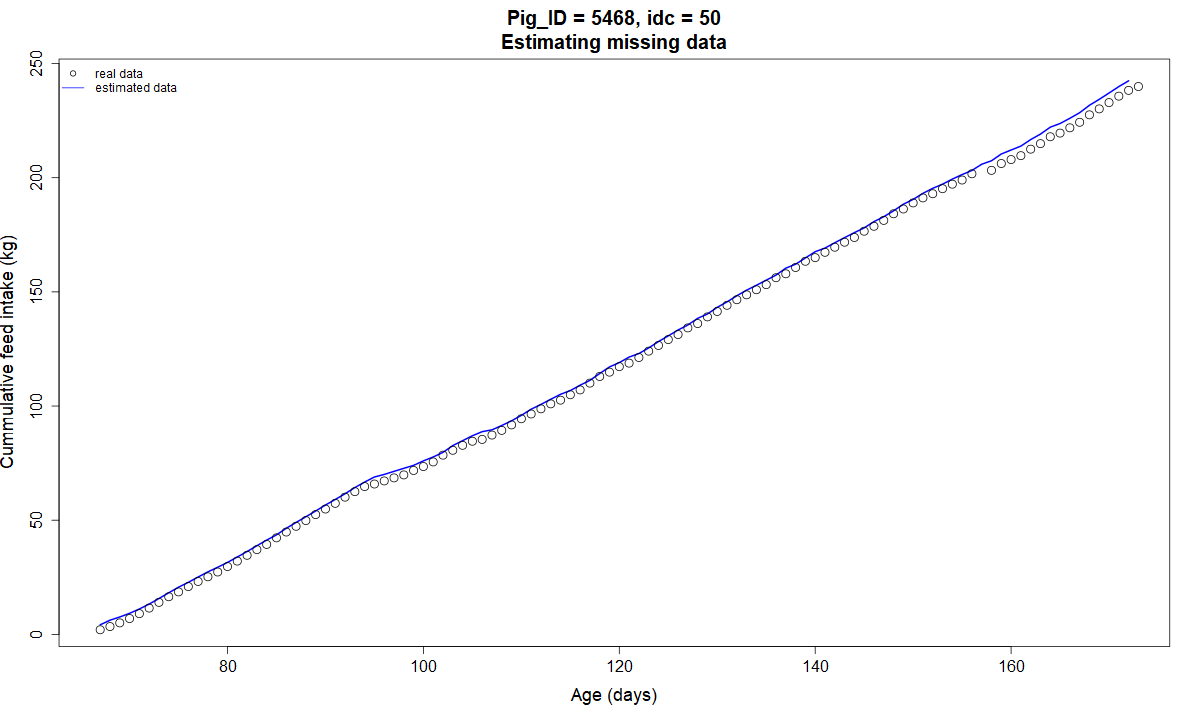 Pig_ID = 5468, idc = 50
Estimating missing data
real data
estimated data
250
200
150
100
50
0
Cummulative feed intake (kg)
80 100 120 140 160
Age (days)